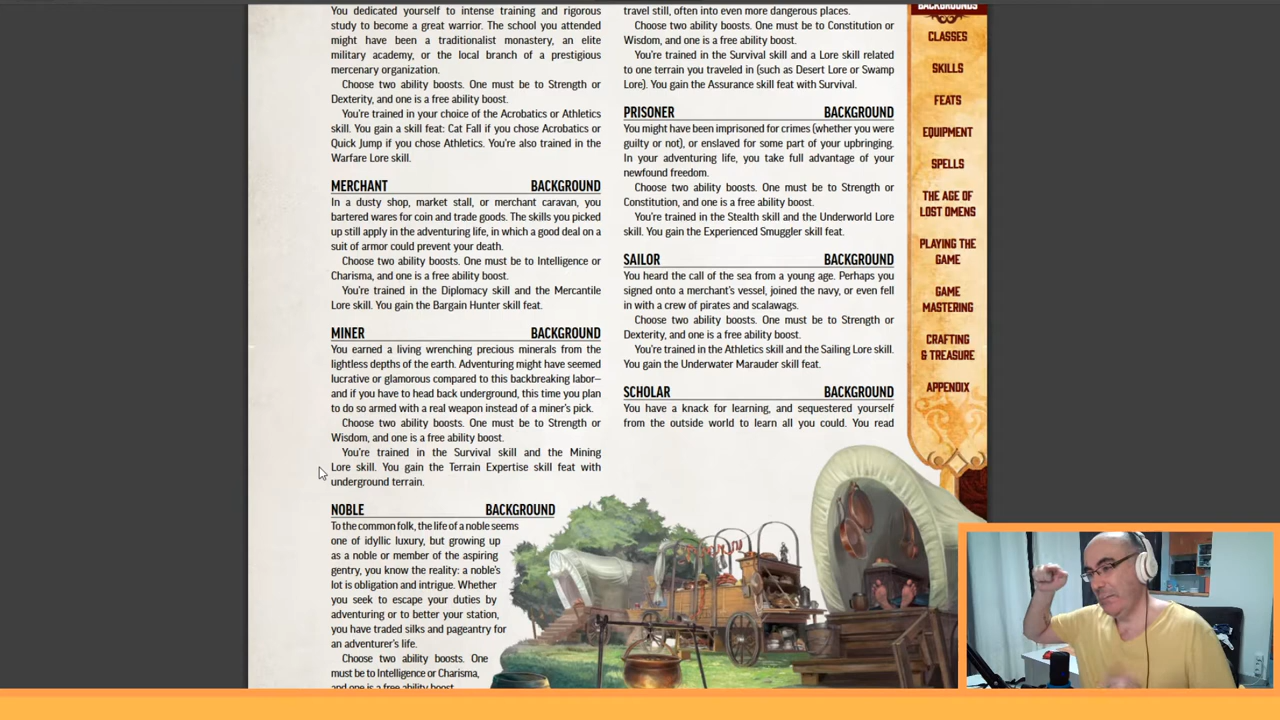 You dedicated yourself to intense training and rigorous
study to become a great warrior. The school you attended
might have been a traditionalist monastery, an elite
military academy, or the local branch of a prestigious
mercenary organization.
Choose two ability boosts. One must be to Strength or
Dexterity, and one is a free ability boost.
You're trained in your choice of the Acrobatics or Athletics
skill. You gain a skill feat: Cat Fall if you chose Acrobatics or
Quick Jump if you chose Athletics. You're also trained in the
Warfare Lore skill.
MERCHANT BACKGROUND
In a dusty shop, market stall, or merchant caravan, you
bartered wares for coin and trade goods. The skills you picked
up still apply in the adventuring life, in which a good deal on a
suit of armor could prevent your death.
Choose two ability boosts. One must be to Intelligence or
Charisma, and one is a free ability boost.
You're trained in the Diplomacy skill and the Mercantile
Lore skill. You gain the Bargain Hunter skill feat.
MINER BACKGROUND
You earned a living wrenching precious minerals from the
lightless depths of the earth. Adventuring might have seemed
lucrative or glamorous compared to this backbreaking labor—
and if you have to head back underground, this time you plan
to do so armed with a real weapon instead of a miner's pick.
Choose two ability boosts. One must be to Strength or
Wisdom, and one is a free ability boost.
You're trained in the Survival skill and the Mining
Lore skill. You gain the Terrain Expertise skill feat with
underground terrain.
NOBLE BACKGROUND
To the common folk, the life of a noble seems
one of idyllic luxury, but growing up
as a noble or member of the aspiring
gentry, you know the reality: a noble's
lot is obligation and intrigue. Whether
you seek to escape your duties by
adventuring or to better your station,
you have traded silks and pageantry for
an adventurer's life.
Choose two ability boosts. One
must be to Intelligence or Charisma,
and one is a free ability boost.
travel still, often into even more dangerous places.
Choose two ability boosts. One must be to Constitution or
Wisdom, and one is a free ability boost.
You're trained in the Survival skill and a Lore skill related
to one terrain you traveled in (such as Desert Lore or Swamp
Lore). You gain the Assurance skill feat with Survival.
PRISONER BACKGROUND
You might have been imprisoned for crimes (whether you were
guilty or not), or enslaved for some part of your upbringing.
In your adventuring life, you take full advantage of your
newfound freedom.
Choose two ability boosts. One must be to Strength or
Constitution, and one is a free ability boost.
You're trained in the Stealth skill and the Underworld Lore
skill. You gain the Experienced Smuggler skill feat.
SAILOR BACKGROUND
You heard the call of the sea from a young age. Perhaps you
signed onto a merchant's vessel, joined the navy, or even fell
in with a crew of pirates and scalawags.
Choose two ability boosts. One must be to Strength or
Dexterity, and one is a free ability boost.
You're trained in the Athletics skill and the Sailing Lore skill.
You gain the Underwater Marauder skill feat.
SCHOLAR BACKGROUND
You have a knack for learning, and sequestered yourself
from the outside world to learn all you could. You read
BACKGROUNDS
CLASSES
SKILLS
FEATS
EQUIPMENT
SPELLS
THE AGE OF
LOST OMENS
PLAYING THE
GAME
GAME
MASTERING
CRAFTING
& TREASURE
APPENDIX